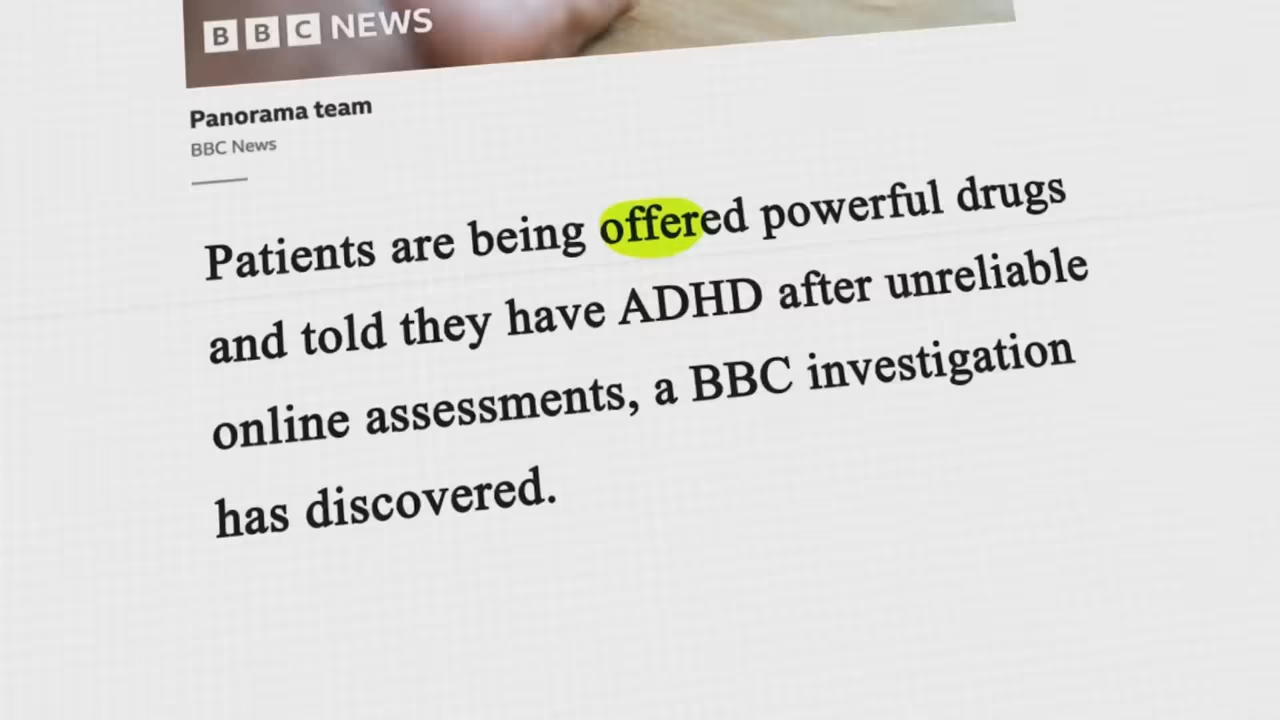 BBC NEWS
Panorama team
BBC News
Patients are being offered powerful drugs
and told they have ADHD after unreliable
online assessments, a BBC investigation
has discovered.